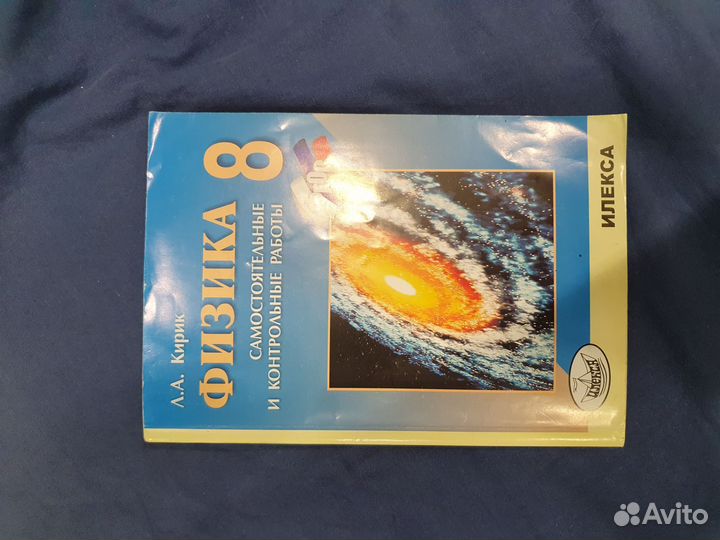 Л.А. Кирик
ФИЗИКА 8
САМОСТОЯТЕЛЬНЫЕ
И КОНТРОЛЬНЫЕ РАБОТЫ
ИЛЕКСА
Avito